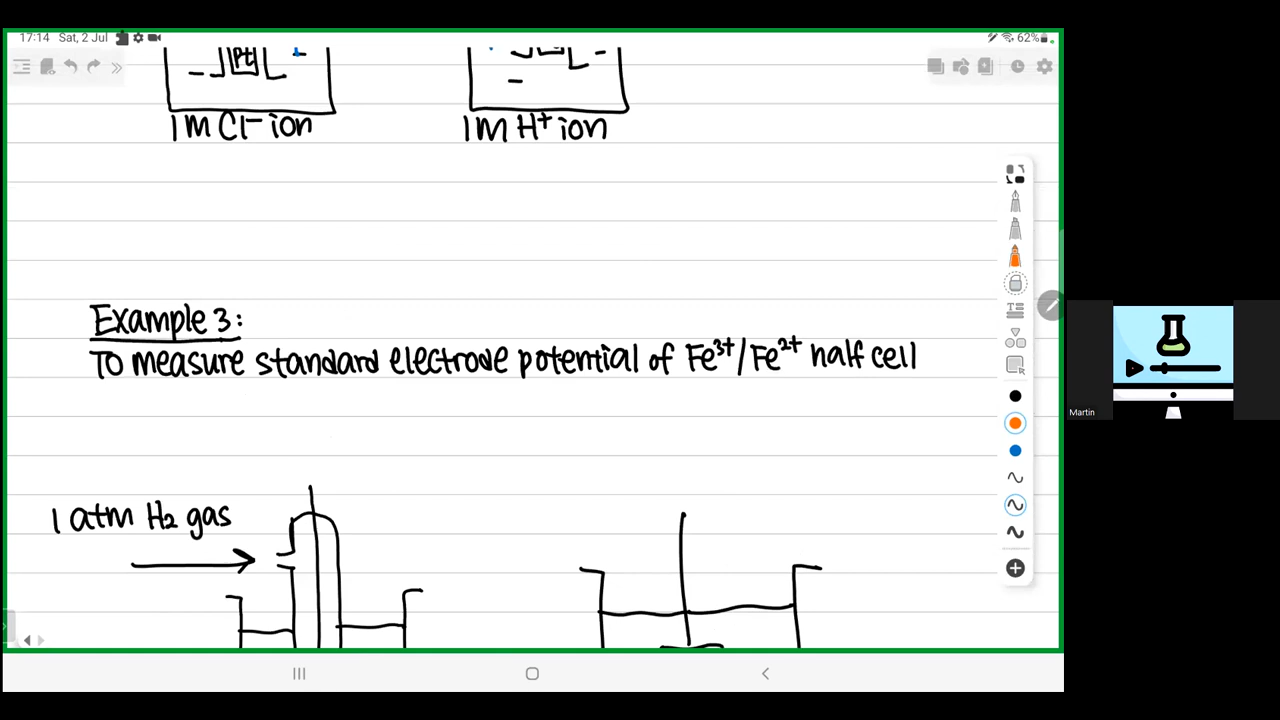 17:14 Sat, 2 Jul
62%
Pt
1M Cl⁻ ion
1M H⁺ ion
Example 3:
To measure standard electrode potential of Fe³⁺/Fe²⁺ half cell
1 atm H₂ gas
Martin